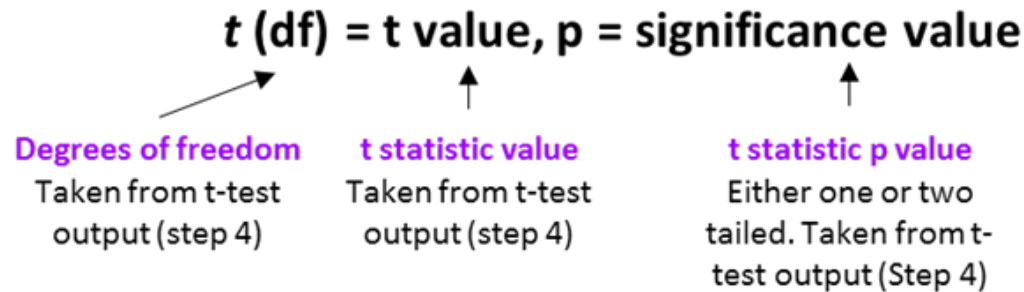 t (df) = t value, p = significance value
Degrees of freedom
Taken from t-test
output (step 4)
t statistic value
Taken from t-test
output (step 4)
t statistic p value
Either one or two
tailed. Taken from t-
test output (Step 4)